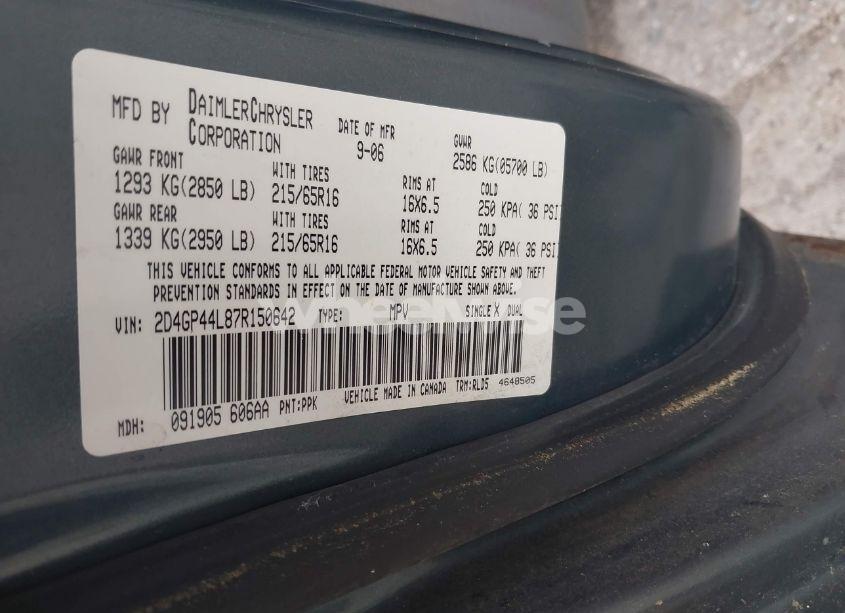 MFD BY DAIMLERCHRYSLER CORPORATION
DATE OF MFR 9-06
GVWR 2586 KG(05700 LB)
GAWR FRONT WITH TIRES RIMS AT COLD
1293 KG(2850 LB) 215/65R16 16X6.5 250 KPA( 36 PSI
GAWR REAR WITH TIRES RIMS AT COLD
1339 KG(2950 LB) 215/65R16 16X6.5 250 KPA( 36 PSI
THIS VEHICLE CONFORMS TO ALL APPLICABLE FEDERAL MOTOR VEHICLE SAFETY AND THEFT
PREVENTION STANDARDS IN EFFECT ON THE DATE OF MANUFACTURE SHOWN ABOVE.
VIN: 2D4GP44L87R150642 TYPE: MPV SINGLE X DUAL
VEHICLE MADE IN CANADA TRM:RLD5 4648505
MDH: 091905 606AA PNT:PPK
wheelwise